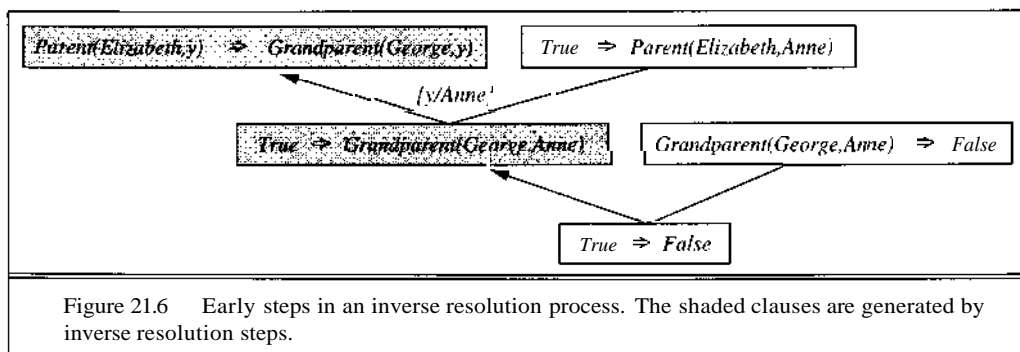 Parent(Elizabeth,y) ⇒ Grandparent(George,y)
True ⇒ Parent(Elizabeth,Anne)
{y/Anne}
True ⇒ Grandparent(George,Anne)
Grandparent(George,Anne) ⇒ False
True ⇒ False
Figure 21.6 Early steps in an inverse resolution process. The shaded clauses are generated by
inverse resolution steps.